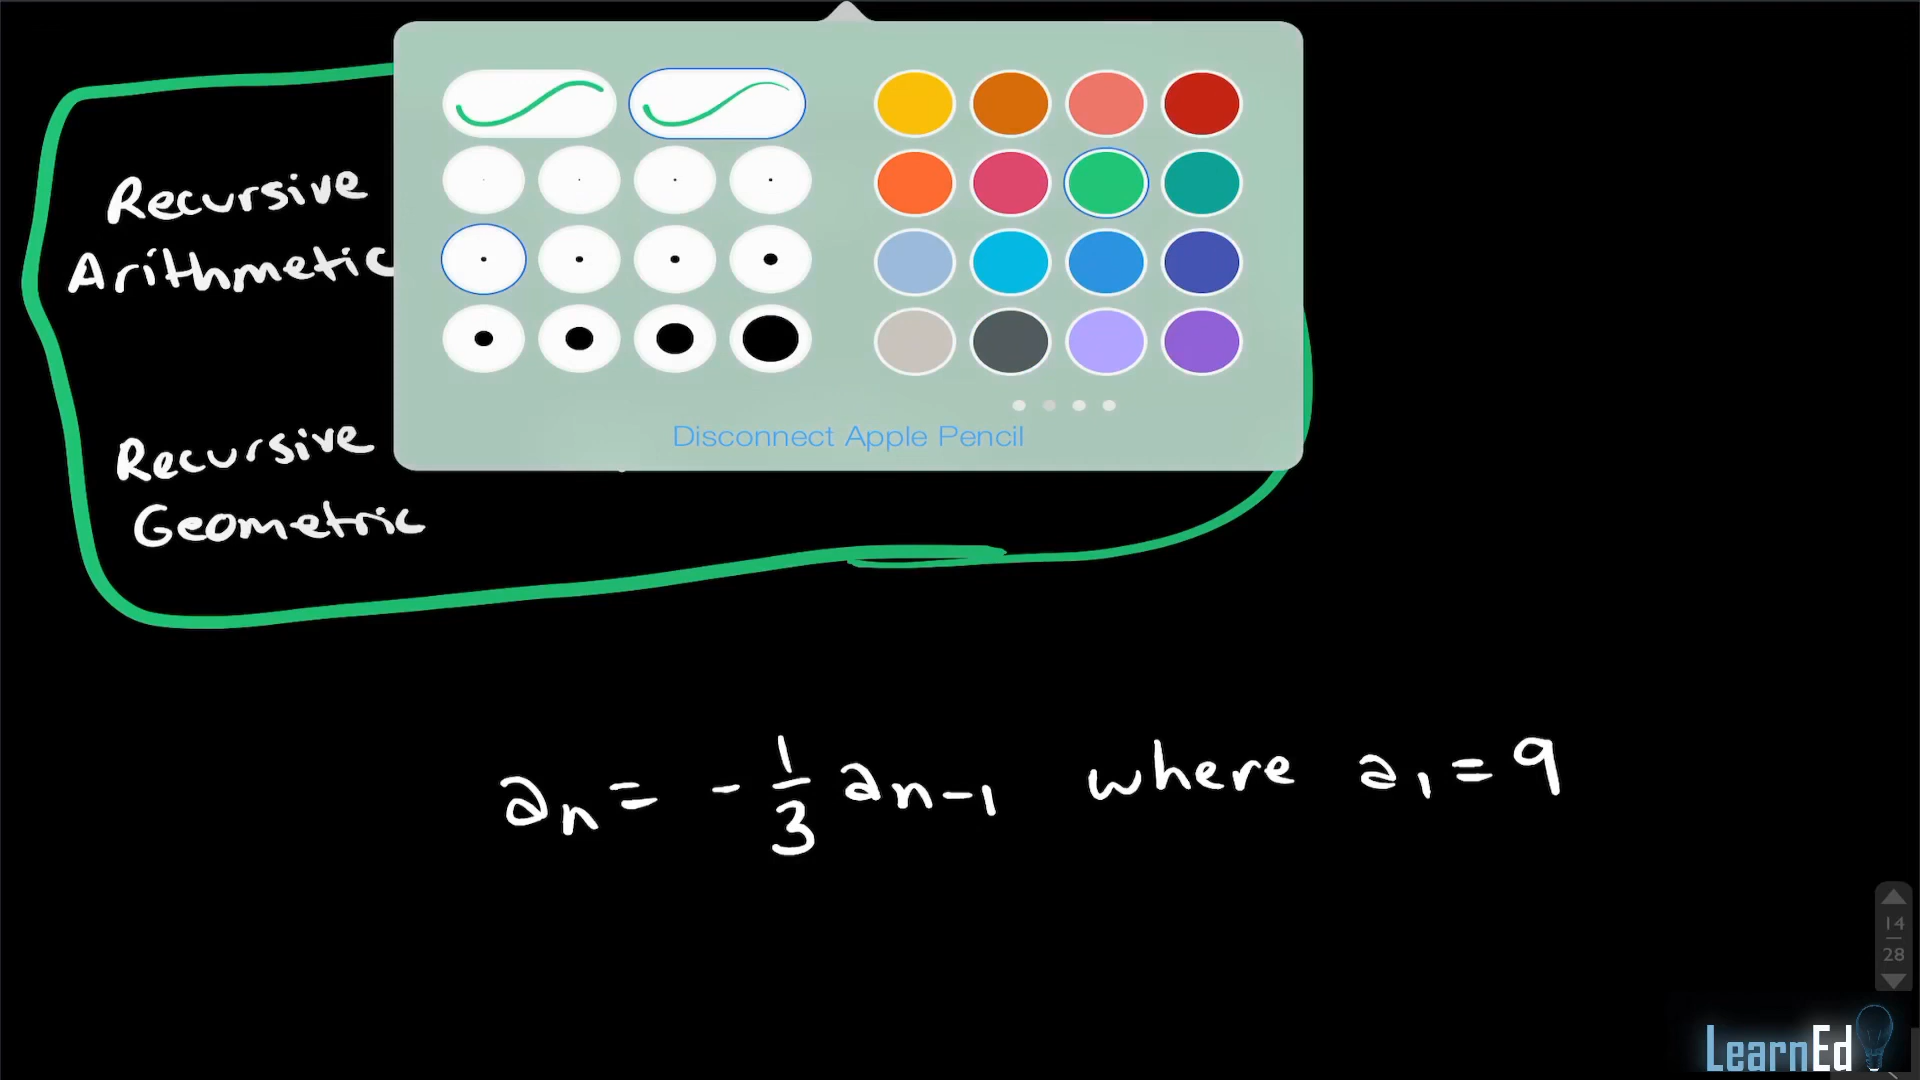 Recursive
Arithmetic
Disconnect Apple Pencil
Recursive
Geometric
aₙ = -1/3 aₙ₋₁ where a₁ = 9
14
28
LearnEd